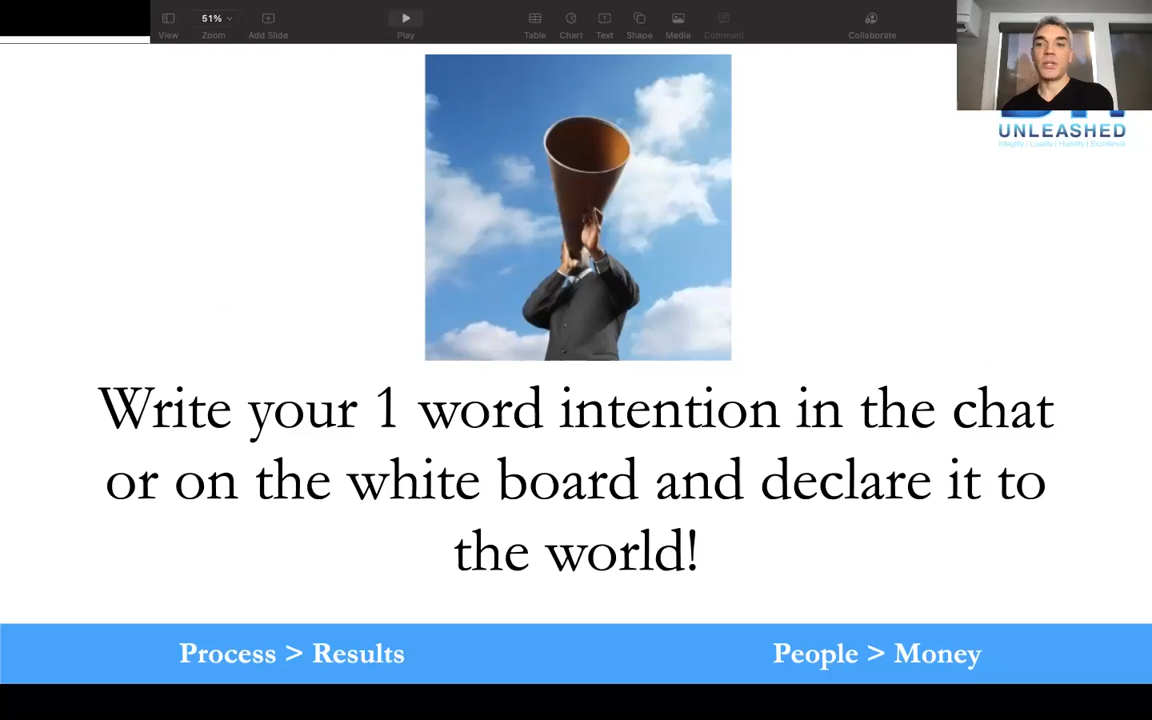 51%
View Zoom Add Slide Play Table Chart Text Shape Media Comment Collaborate
UNLEASHED
Integrity | Loyalty | Humility | Excellence
Write your 1 word intention in the chat
or on the white board and declare it to
the world!
Process > Results People > Money